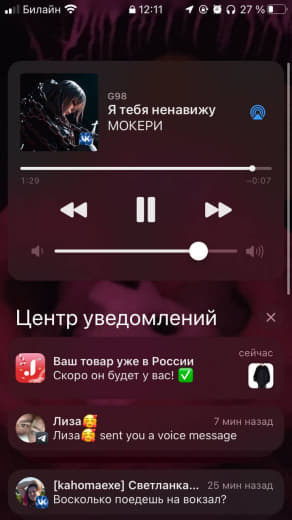 Билайн 12:11 27 %
G98
Я тебя ненавижу
МОКЕРИ
1:29 −0:07
Центр уведомлений
сейчас
Ваш товар уже в России
Скоро он будет у вас! ✅
Лиза🥰 7 мин назад
Лиза🥰 sent you a voice message
[kahomaexe] Светланка... 25 мин назад
Восколько поедешь на вокзал?